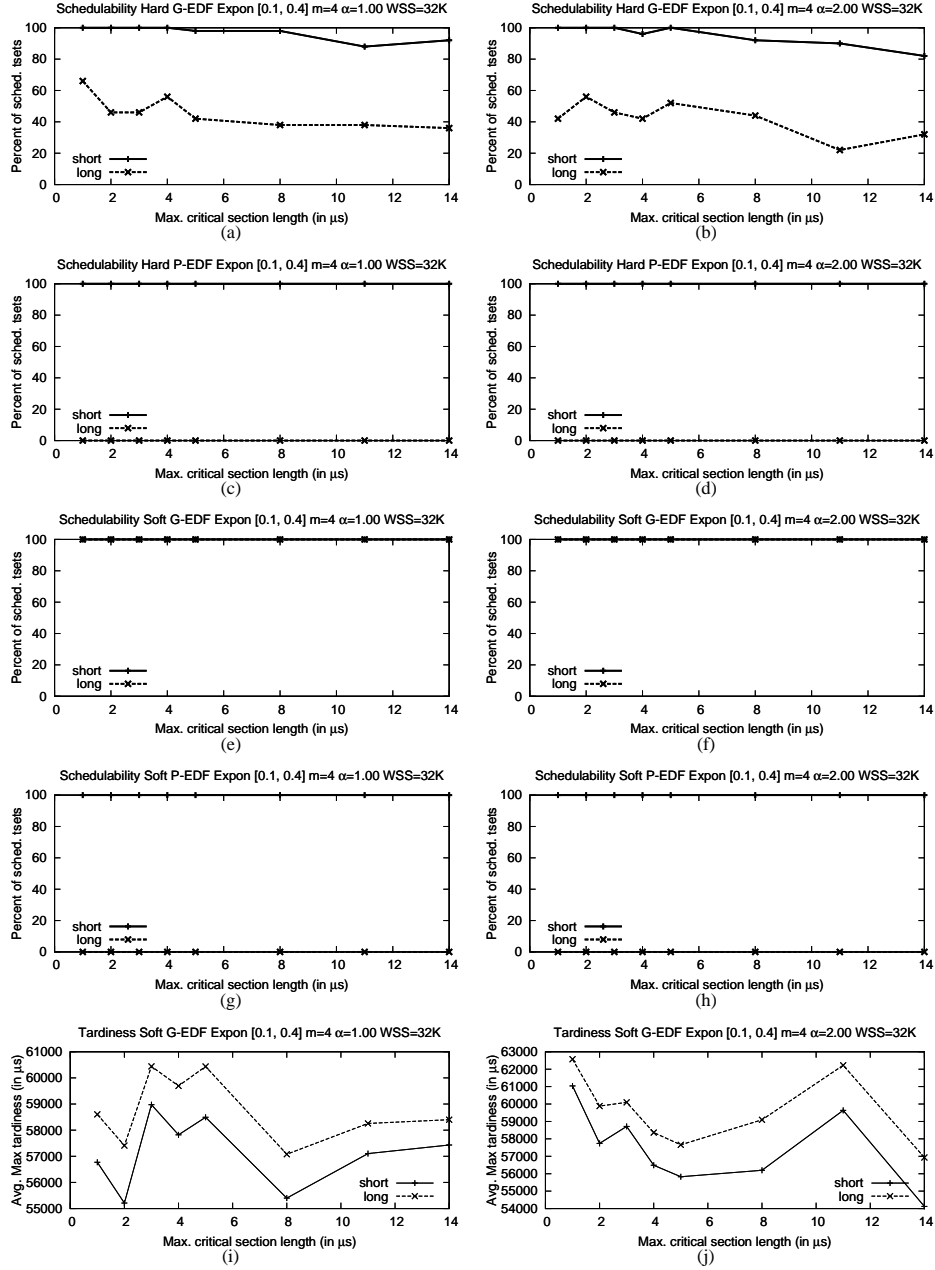 Schedulability Hard G-EDF Expon [0.1, 0.4] m=4 α=1.00 WSS=32K
Percent of sched. tsets
100
80
60
40
20
0
short
long
0 2 4 6 8 10 12 14
Max. critical section length (in µs)
(a)
Schedulability Hard G-EDF Expon [0.1, 0.4] m=4 α=2.00 WSS=32K
Percent of sched. tsets
100
80
60
40
20
0
short
long
0 2 4 6 8 10 12 14
Max. critical section length (in µs)
(b)
Schedulability Hard P-EDF Expon [0.1, 0.4] m=4 α=1.00 WSS=32K
Percent of sched. tsets
100
80
60
40
20
0
short
long
0 2 4 6 8 10 12 14
Max. critical section length (in µs)
(c)
Schedulability Hard P-EDF Expon [0.1, 0.4] m=4 α=2.00 WSS=32K
Percent of sched. tsets
100
80
60
40
20
0
short
long
0 2 4 6 8 10 12 14
Max. critical section length (in µs)
(d)
Schedulability Soft G-EDF Expon [0.1, 0.4] m=4 α=1.00 WSS=32K
Percent of sched. tsets
100
80
60
40
20
0
short
long
0 2 4 6 8 10 12 14
Max. critical section length (in µs)
(e)
Schedulability Soft G-EDF Expon [0.1, 0.4] m=4 α=2.00 WSS=32K
Percent of sched. tsets
100
80
60
40
20
0
short
long
0 2 4 6 8 10 12 14
Max. critical section length (in µs)
(f)
Schedulability Soft P-EDF Expon [0.1, 0.4] m=4 α=1.00 WSS=32K
Percent of sched. tsets
100
80
60
40
20
0
short
long
0 2 4 6 8 10 12 14
Max. critical section length (in µs)
(g)
Schedulability Soft P-EDF Expon [0.1, 0.4] m=4 α=2.00 WSS=32K
Percent of sched. tsets
100
80
60
40
20
0
short
long
0 2 4 6 8 10 12 14
Max. critical section length (in µs)
(h)
Tardiness Soft G-EDF Expon [0.1, 0.4] m=4 α=1.00 WSS=32K
Avg. Max tardiness (in µs)
61000
60000
59000
58000
57000
56000
55000
short
long
0 2 4 6 8 10 12 14
Max. critical section length (in µs)
(i)
Tardiness Soft G-EDF Expon [0.1, 0.4] m=4 α=2.00 WSS=32K
Avg. Max tardiness (in µs)
63000
62000
61000
60000
59000
58000
57000
56000
55000
54000
short
long
0 2 4 6 8 10 12 14
Max. critical section length (in µs)
(j)